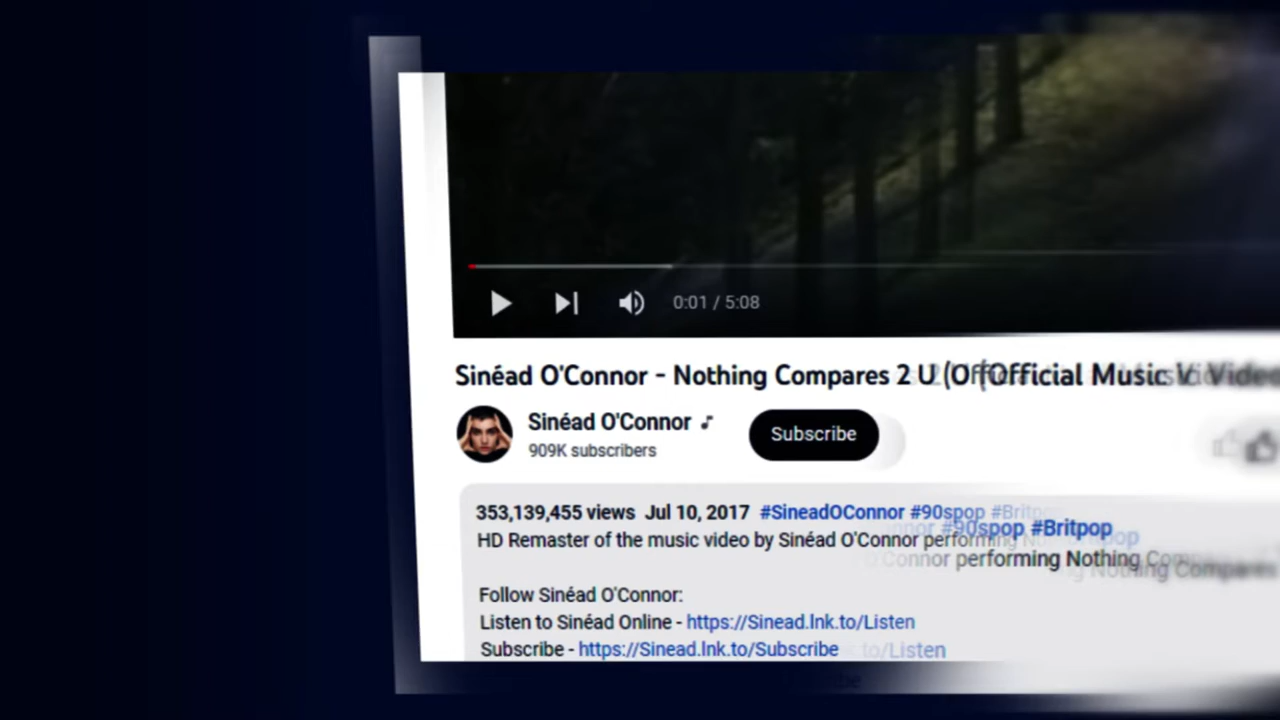 0:01 / 5:08
Sinéad O'Connor - Nothing Compares 2 U (Official Music Video
Sinéad O'Connor
Subscribe
909K subscribers
353,139,455 views Jul 10, 2017 #SineadOConnor #90spop #Britpop
HD Remaster of the music video by Sinéad O'Connor performing Nothing Compares
Follow Sinéad O'Connor:
Listen to Sinéad Online - https://Sinead.lnk.to/Listen
Subscribe - https://Sinead.lnk.to/Subscribe